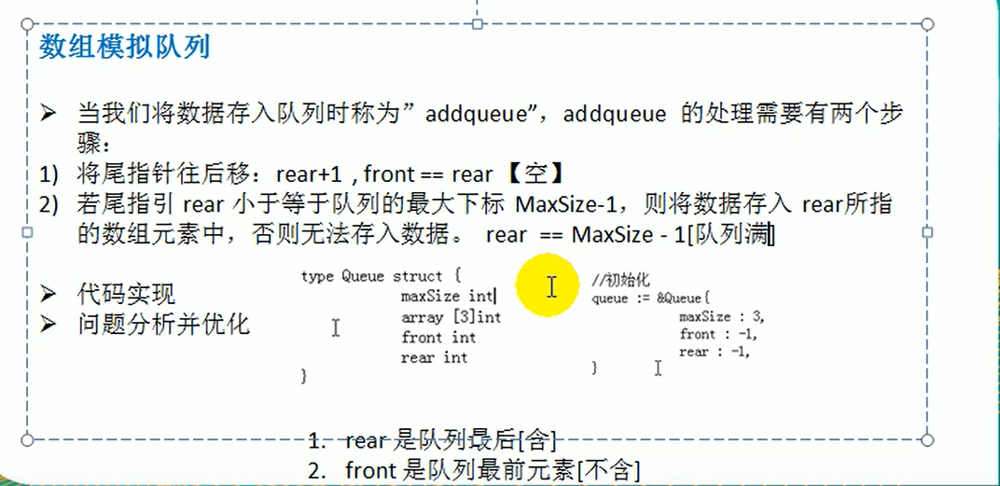 数组模拟队列
➢ 当我们将数据存入队列时称为”addqueue”，addqueue 的处理需要有两个步
骤：
1) 将尾指针往后移：rear+1 , front == rear 【空】
2) 若尾指引 rear 小于等于队列的最大下标 MaxSize-1，则将数据存入 rear所指
的数组元素中，否则无法存入数据。 rear == MaxSize - 1[队列满]
➢ 代码实现
➢ 问题分析并优化
type Queue struct {
maxSize int
array [3]int
front int
rear int
}
//初始化
queue := &Queue{
maxSize : 3,
front : -1,
rear : -1,
}
1. rear 是队列最后[含]
2. front 是队列最前元素[不含]